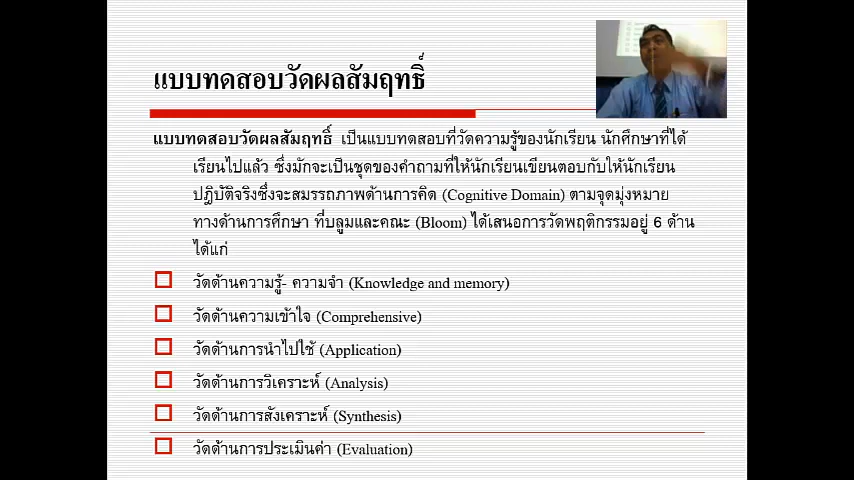 แบบทดสอบวัดผลสัมฤทธิ์
แบบทดสอบวัดผลสัมฤทธิ์ เป็นแบบทดสอบที่วัดความรู้ของนักเรียน นักศึกษาที่ได้
เรียนไปแล้ว ซึ่งมักจะเป็นชุดของคำถามที่ให้นักเรียนเขียนตอบกับให้นักเรียน
ปฏิบัติจริงซึ่งจะสมรรถภาพด้านการคิด (Cognitive Domain) ตามจุดมุ่งหมาย
ทางด้านการศึกษา ที่บลูมและคณะ (Bloom) ได้เสนอการวัดพฤติกรรมอยู่ 6 ด้าน
ได้แก่
วัดด้านความรู้- ความจำ (Knowledge and memory)
วัดด้านความเข้าใจ (Comprehensive)
วัดด้านการนำไปใช้ (Application)
วัดด้านการวิเคราะห์ (Analysis)
วัดด้านการสังเคราะห์ (Synthesis)
วัดด้านการประเมินค่า (Evaluation)